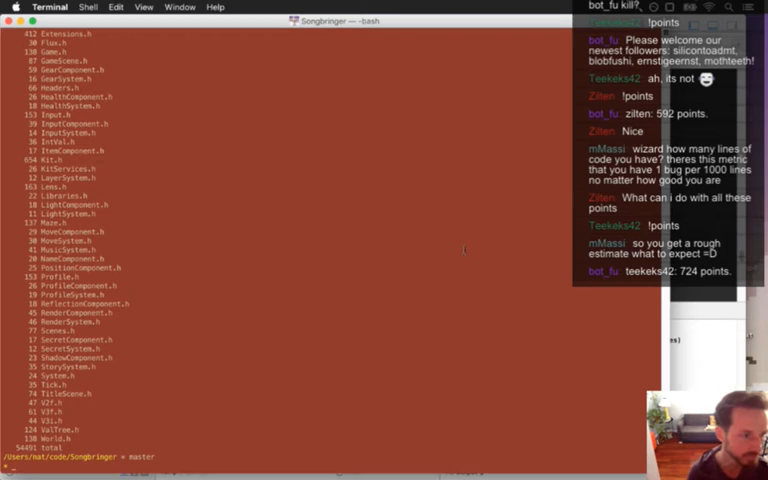 Terminal Shell Edit View Window Help
Songbringer — -bash
412 Extensions.h
30 Flux.h
138 Game.h
87 GameScene.h
59 GearComponent.h
16 GearSystem.h
66 Headers.h
26 HealthComponent.h
18 HealthSystem.h
153 Input.h
39 InputComponent.h
14 InputSystem.h
36 IntVal.h
17 ItemComponent.h
654 Kit.h
26 KitServices.h
12 LayerSystem.h
163 Lens.h
22 Libraries.h
18 LightComponent.h
11 LightSystem.h
137 Maze.h
29 MoveComponent.h
30 MoveSystem.h
41 MusicSystem.h
20 NameComponent.h
25 PositionComponent.h
153 Profile.h
26 ProfileComponent.h
19 ProfileSystem.h
18 ReflectionComponent.h
45 RenderComponent.h
46 RenderSystem.h
77 Scenes.h
17 SecretComponent.h
12 SecretSystem.h
23 ShadowComponent.h
35 StorySystem.h
24 System.h
35 Tick.h
74 TitleScene.h
47 V2f.h
61 V3f.h
44 V3i.h
124 ValTree.h
138 World.h
54491 total
/Users/nat/code/Songbringer * master
bot_fu kill?
Teekeks42 !points
bot_fu Please welcome our
newest followers: silicontoadmt,
blobfushi, ernstigeernst, mothteeth!
Teekeks42 ah, its not
Zilten !points
bot_fu zilten: 592 points.
Zilten Nice
mMassi wizard how many lines of
code you have? theres this metric
that you have 1 bug per 1000 lines
no matter how good you are
Zilten What can i do with all these
points
Teekeks42 !points
mMassi so you get a rough
estimate what to expect =D
bot_fu teekeks42: 724 points.